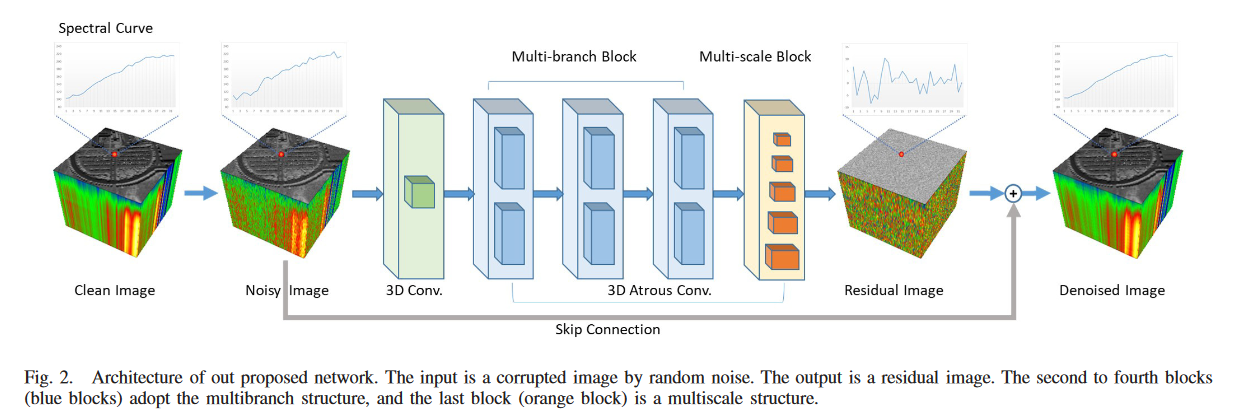 Spectral Curve
Multi-branch Block
Multi-scale Block
+
Clean Image
Noisy Image
3D Conv.
3D Atrous Conv.
Residual Image
Denoised Image
Skip Connection
Fig. 2. Architecture of out proposed network. The input is a corrupted image by random noise. The output is a residual image. The second to fourth blocks
(blue blocks) adopt the multibranch structure, and the last block (orange block) is a multiscale structure.